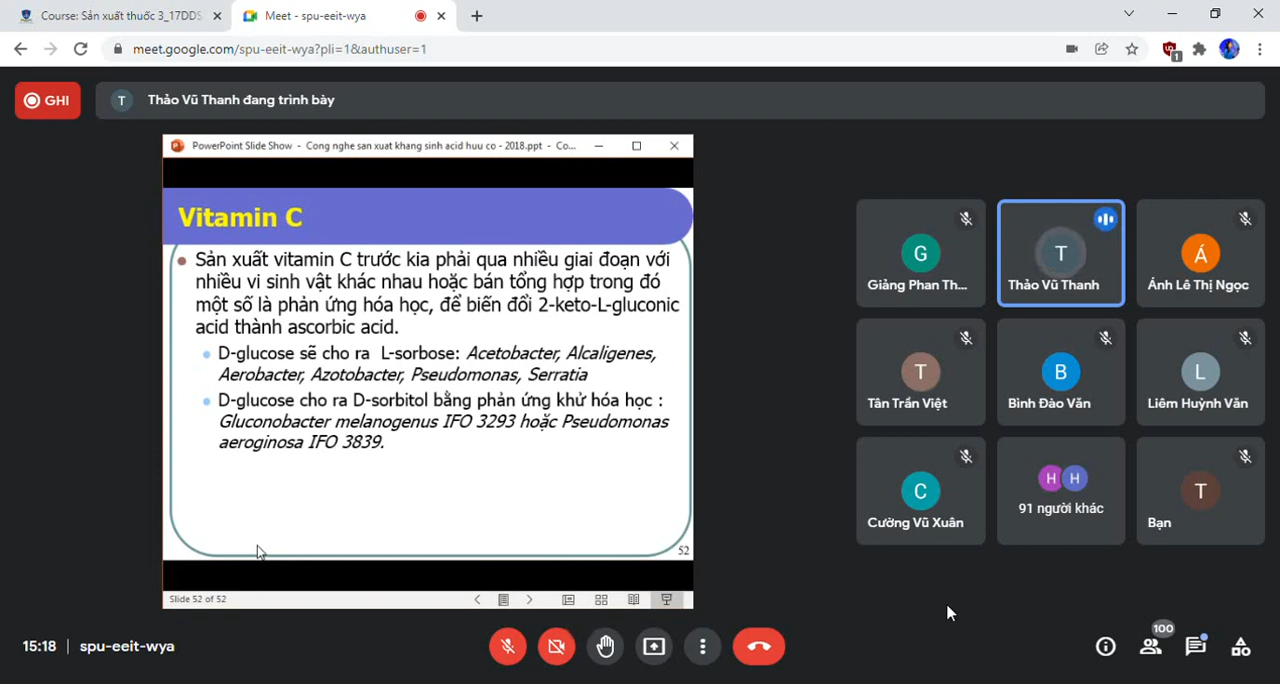 Course: Sản xuất thuốc 3_17DDS
Meet - spu-eeit-wya
meet.google.com/spu-eeit-wya?pli=1&authuser=1
1
GHI
T
Thảo Vũ Thanh đang trình bày
PowerPoint Slide Show - Cong nghe san xuat khang sinh acid huu co - 2018.ppt - Co...
Vitamin C
Sản xuất vitamin C trước kia phải qua nhiều giai đoạn với
nhiều vi sinh vật khác nhau hoặc bán tổng hợp trong đó
một số là phản ứng hóa học, để biến đổi 2-keto-L-gluconic
acid thành ascorbic acid.
D-glucose sẽ cho ra L-sorbose: Acetobacter, Alcaligenes,
Aerobacter, Azotobacter, Pseudomonas, Serratia
D-glucose cho ra D-sorbitol bằng phản ứng khử hóa học :
Gluconobacter melanogenus IFO 3293 hoặc Pseudomonas
aeroginosa IFO 3839.
52
Slide 52 of 52
G
Giảng Phan Th...
T
Thảo Vũ Thanh
Á
Ánh Lê Thị Ngọc
T
Tân Trần Việt
B
Bình Đào Văn
L
Liêm Huỳnh Văn
C
Cường Vũ Xuân
H H
91 người khác
T
Bạn
15:18 | spu-eeit-wya
100